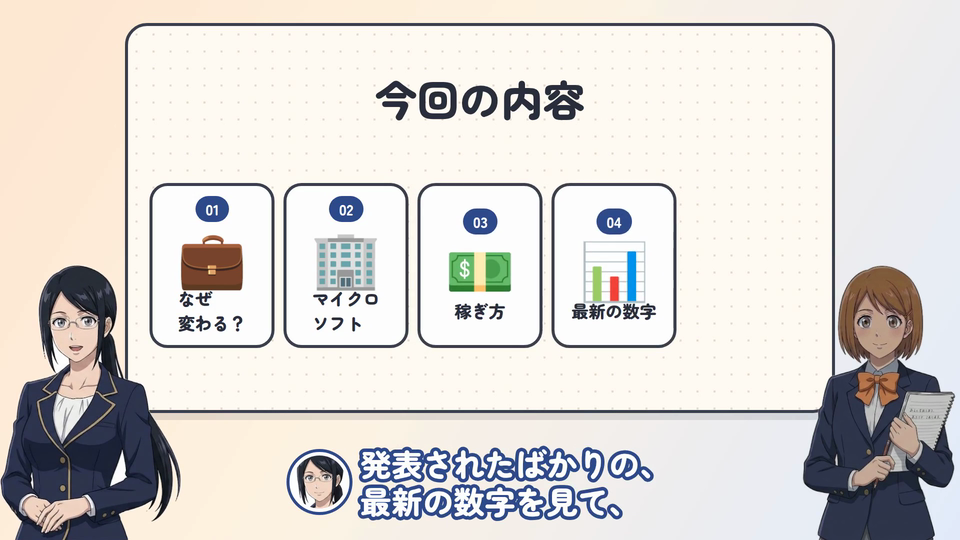 今回の内容
01
なぜ
変わる？
02
マイクロ
ソフト
03
稼ぎ方
04
最新の数字
発表されたばかりの、
最新の数字を見て、